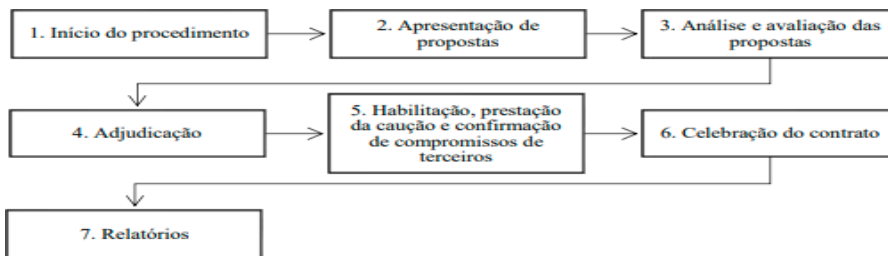 1. Início do procedimento
2. Apresentação de
propostas
3. Análise e avaliação das
propostas
4. Adjudicação
5. Habilitação, prestação
da caução e confirmação
de compromissos de
terceiros
6. Celebração do contrato
7. Relatórios